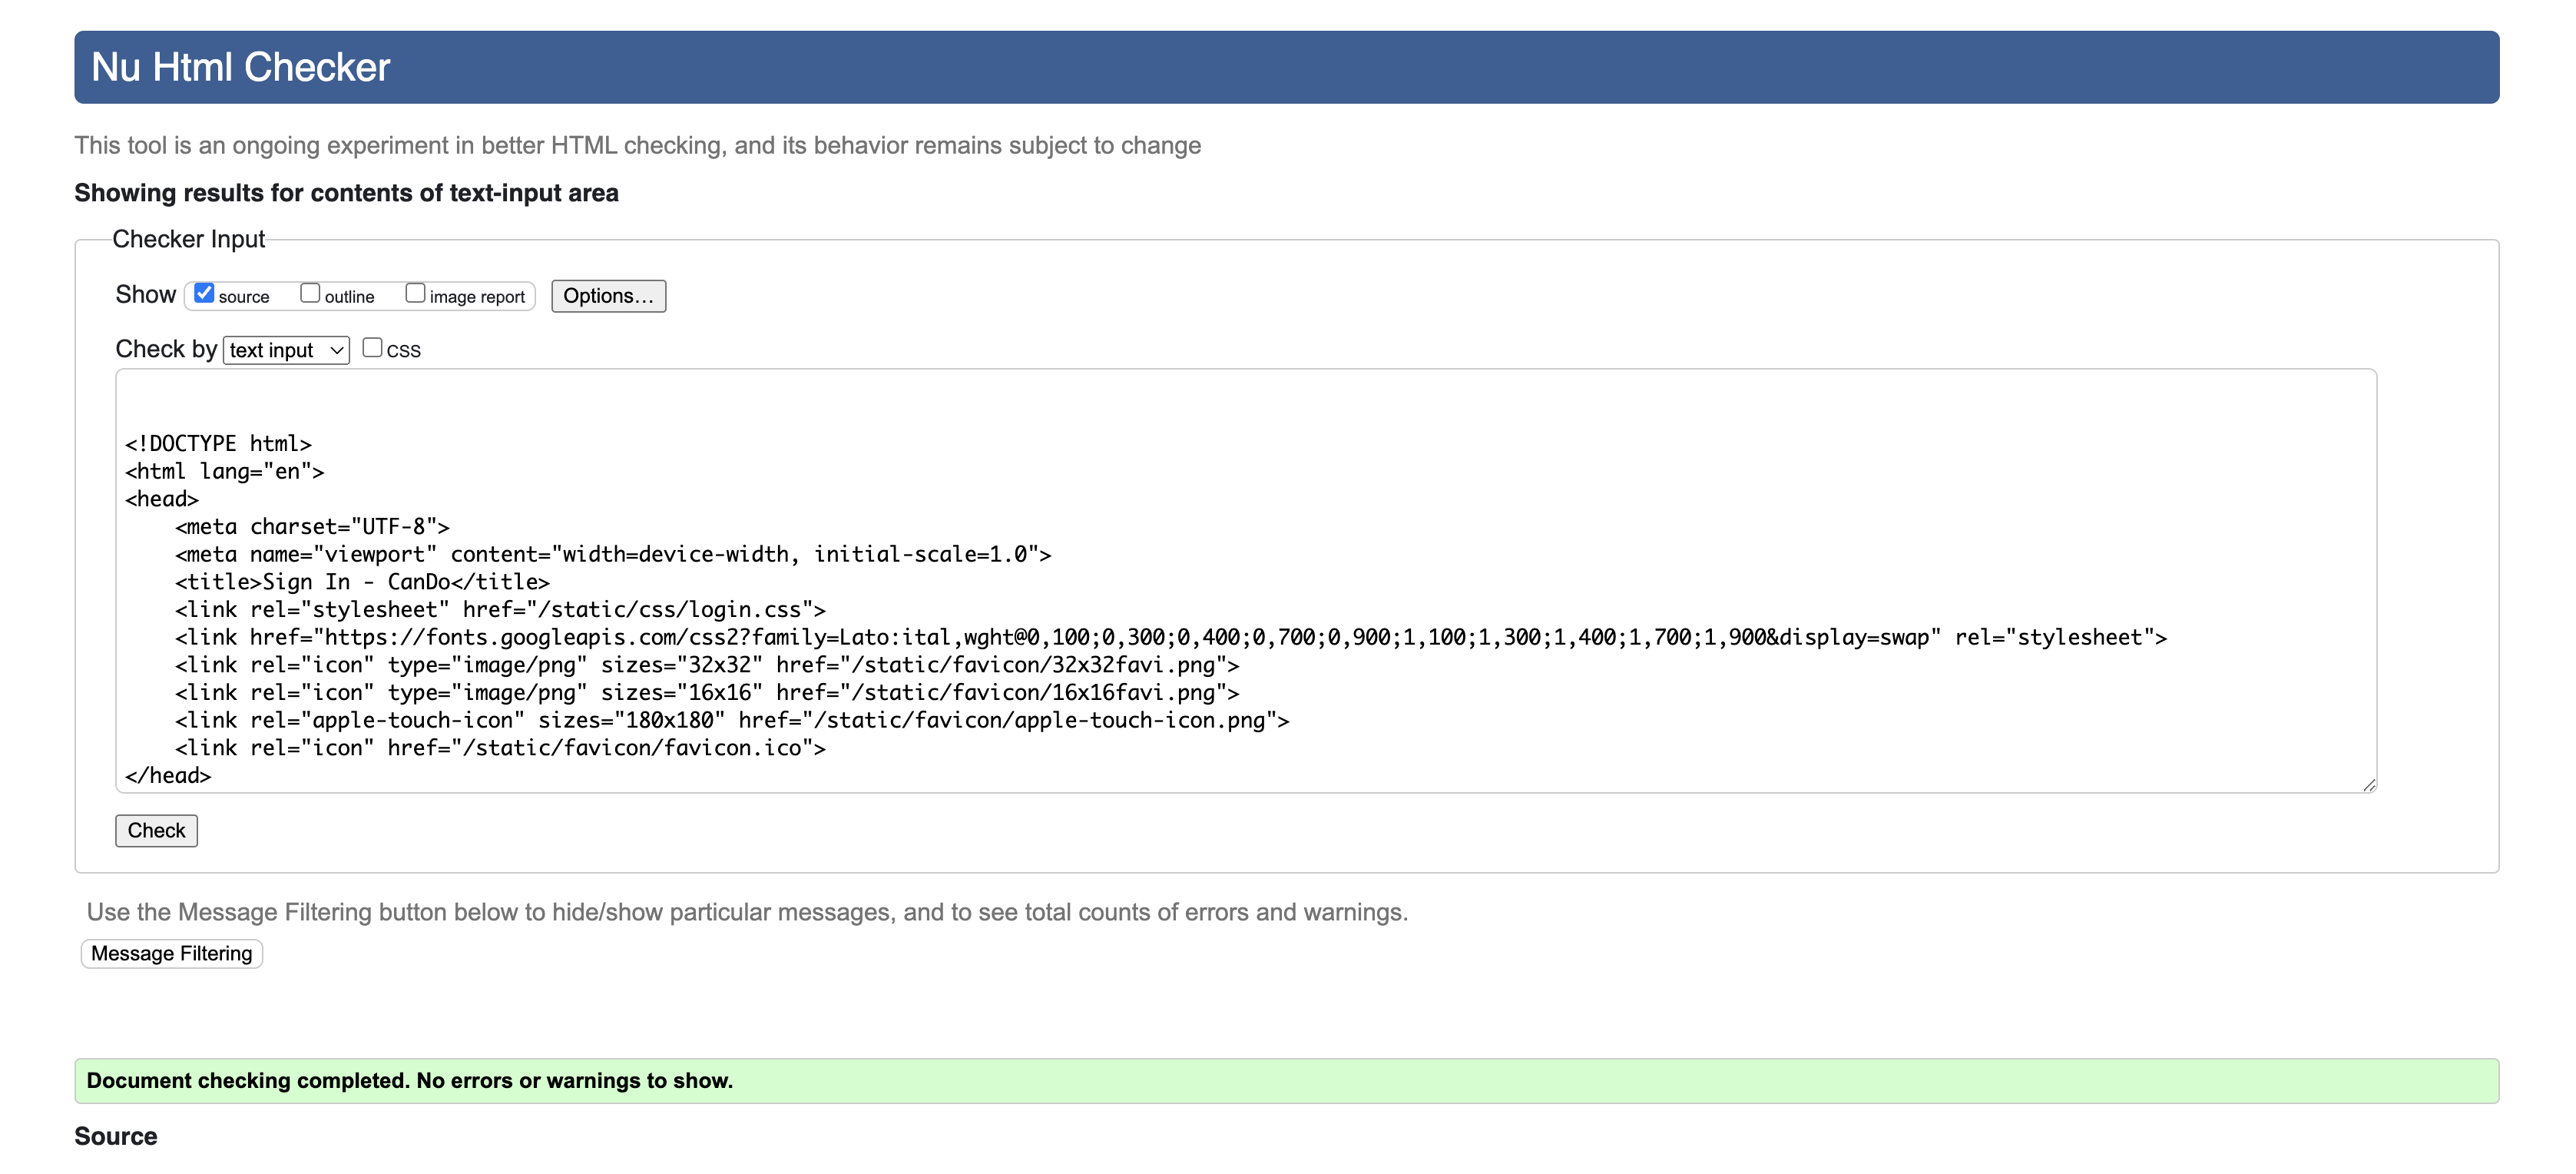 Nu Html Checker
This tool is an ongoing experiment in better HTML checking, and its behavior remains subject to change
Showing results for contents of text-input area
Checker Input
Show source outline image report Options...
Check by text input CSS
<!DOCTYPE html>
<html lang="en">
<head>
    <meta charset="UTF-8">
    <meta name="viewport" content="width=device-width, initial-scale=1.0">
    <title>Sign In - CanDo</title>
    <link rel="stylesheet" href="/static/css/login.css">
    <link href="https://fonts.googleapis.com/css2?family=Lato:ital,wght@0,100;0,300;0,400;0,700;0,900;1,100;1,300;1,400;1,700;1,900&display=swap" rel="stylesheet">
    <link rel="icon" type="image/png" sizes="32x32" href="/static/favicon/32x32favi.png">
    <link rel="icon" type="image/png" sizes="16x16" href="/static/favicon/16x16favi.png">
    <link rel="apple-touch-icon" sizes="180x180" href="/static/favicon/apple-touch-icon.png">
    <link rel="icon" href="/static/favicon/favicon.ico">
</head>
Check
Use the Message Filtering button below to hide/show particular messages, and to see total counts of errors and warnings.
Message Filtering
Document checking completed. No errors or warnings to show.
Source